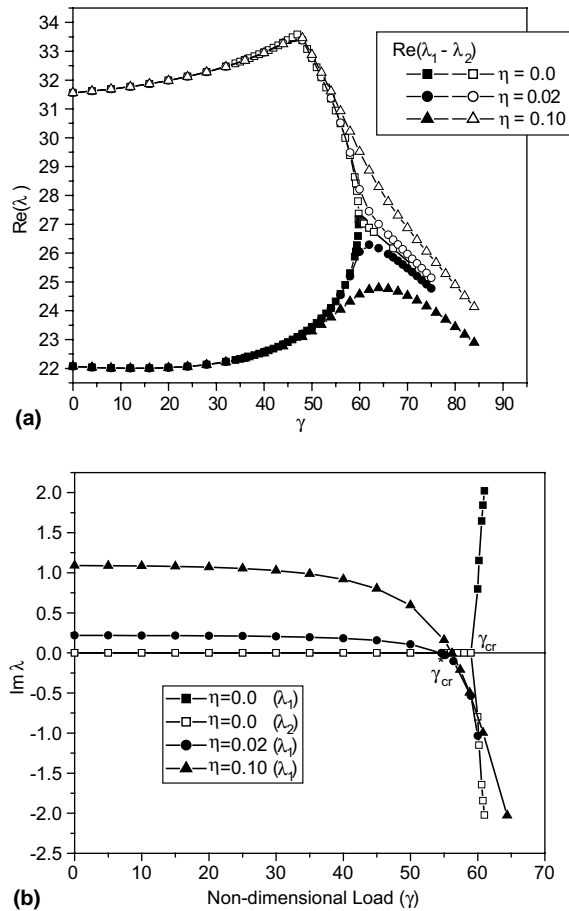 34
33
32
31
30
29
28
27
26
25
24
23
22
Re(λ)
Re(λ₁ - λ₂)
η = 0.0
η = 0.02
η = 0.10
0 10 20 30 40 50 60 70 80 90
γ
(a)
2.0
1.5
1.0
0.5
0.0
-0.5
-1.0
-1.5
-2.0
-2.5
Im λ
γcr
*
γcr
η=0.0 (λ₁)
η=0.0 (λ₂)
η=0.02 (λ₁)
η=0.10 (λ₁)
0 10 20 30 40 50 60 70
Non-dimensional Load (γ)
(b)